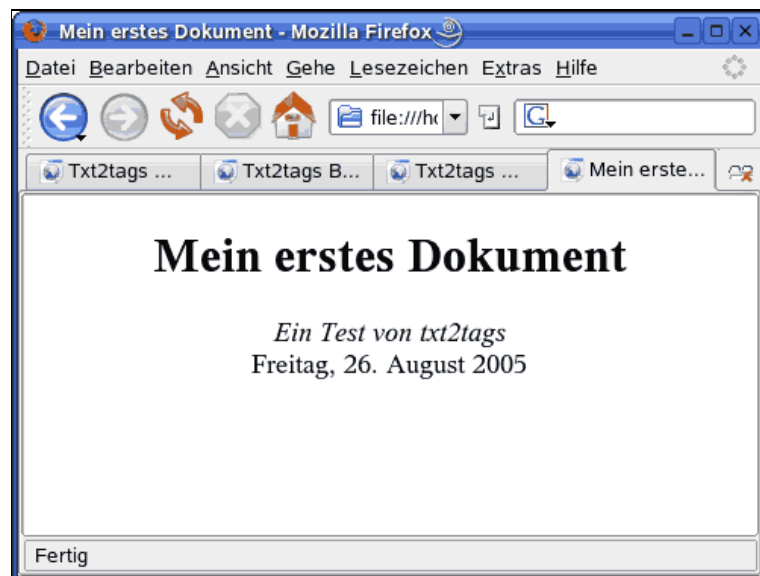 Mein erstes Dokument - Mozilla Firefox
Datei Bearbeiten Ansicht Gehe Lesezeichen Extras Hilfe
file:///h G
Txt2tags ... Txt2tags B... Txt2tags ... Mein erste...
Mein erstes Dokument
Ein Test von txt2tags
Freitag, 26. August 2005
Fertig